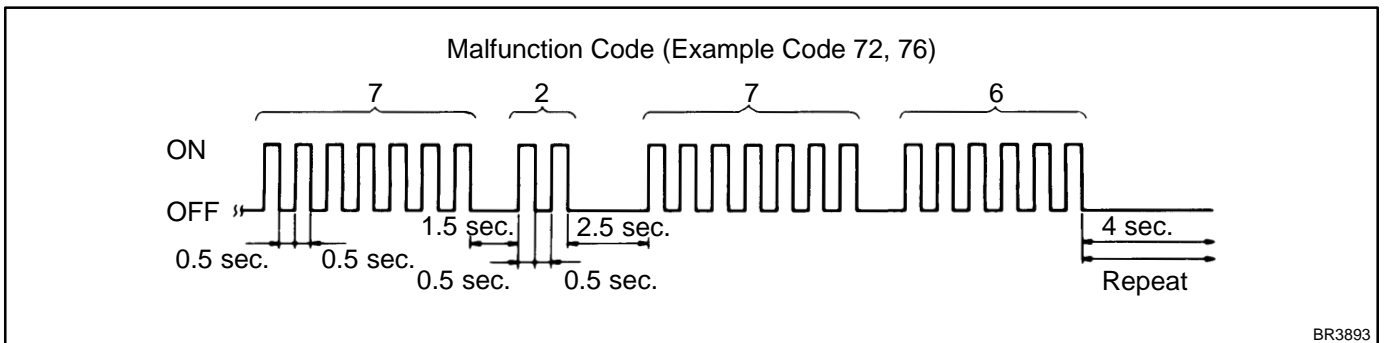 Malfunction Code (Example Code 72, 76)
7 2 7 6
ON
OFF
1.5 sec. 2.5 sec. 4 sec.
0.5 sec. 0.5 sec. 0.5 sec. 0.5 sec. Repeat
BR3893